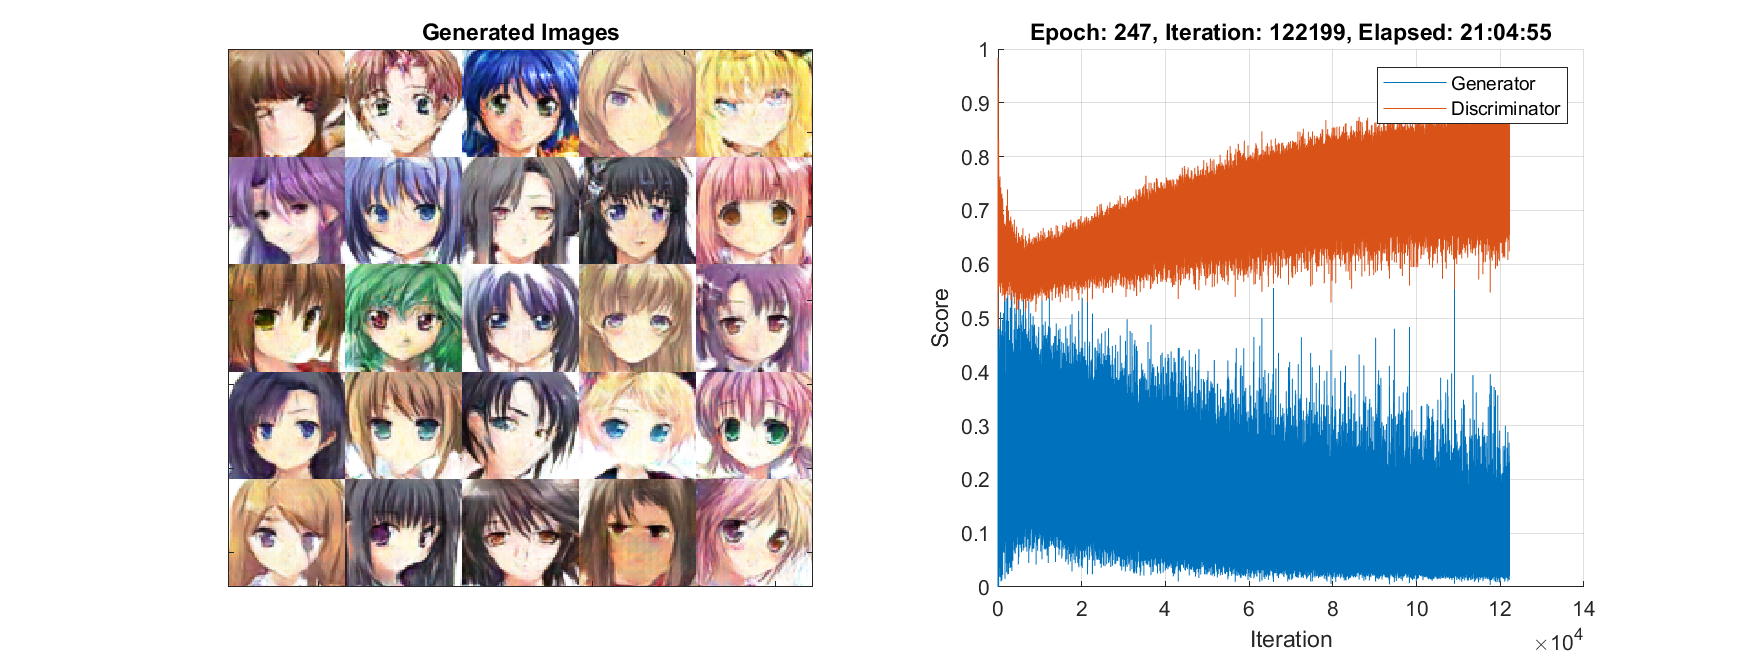 Generated Images
Epoch: 247, Iteration: 122199, Elapsed: 21:04:55
1
0.9
0.8
0.7
0.6
0.5
0.4
0.3
0.2
0.1
0
Score
Generator
Discriminator
0 2 4 6 8 10 12 14
Iteration
×10⁴